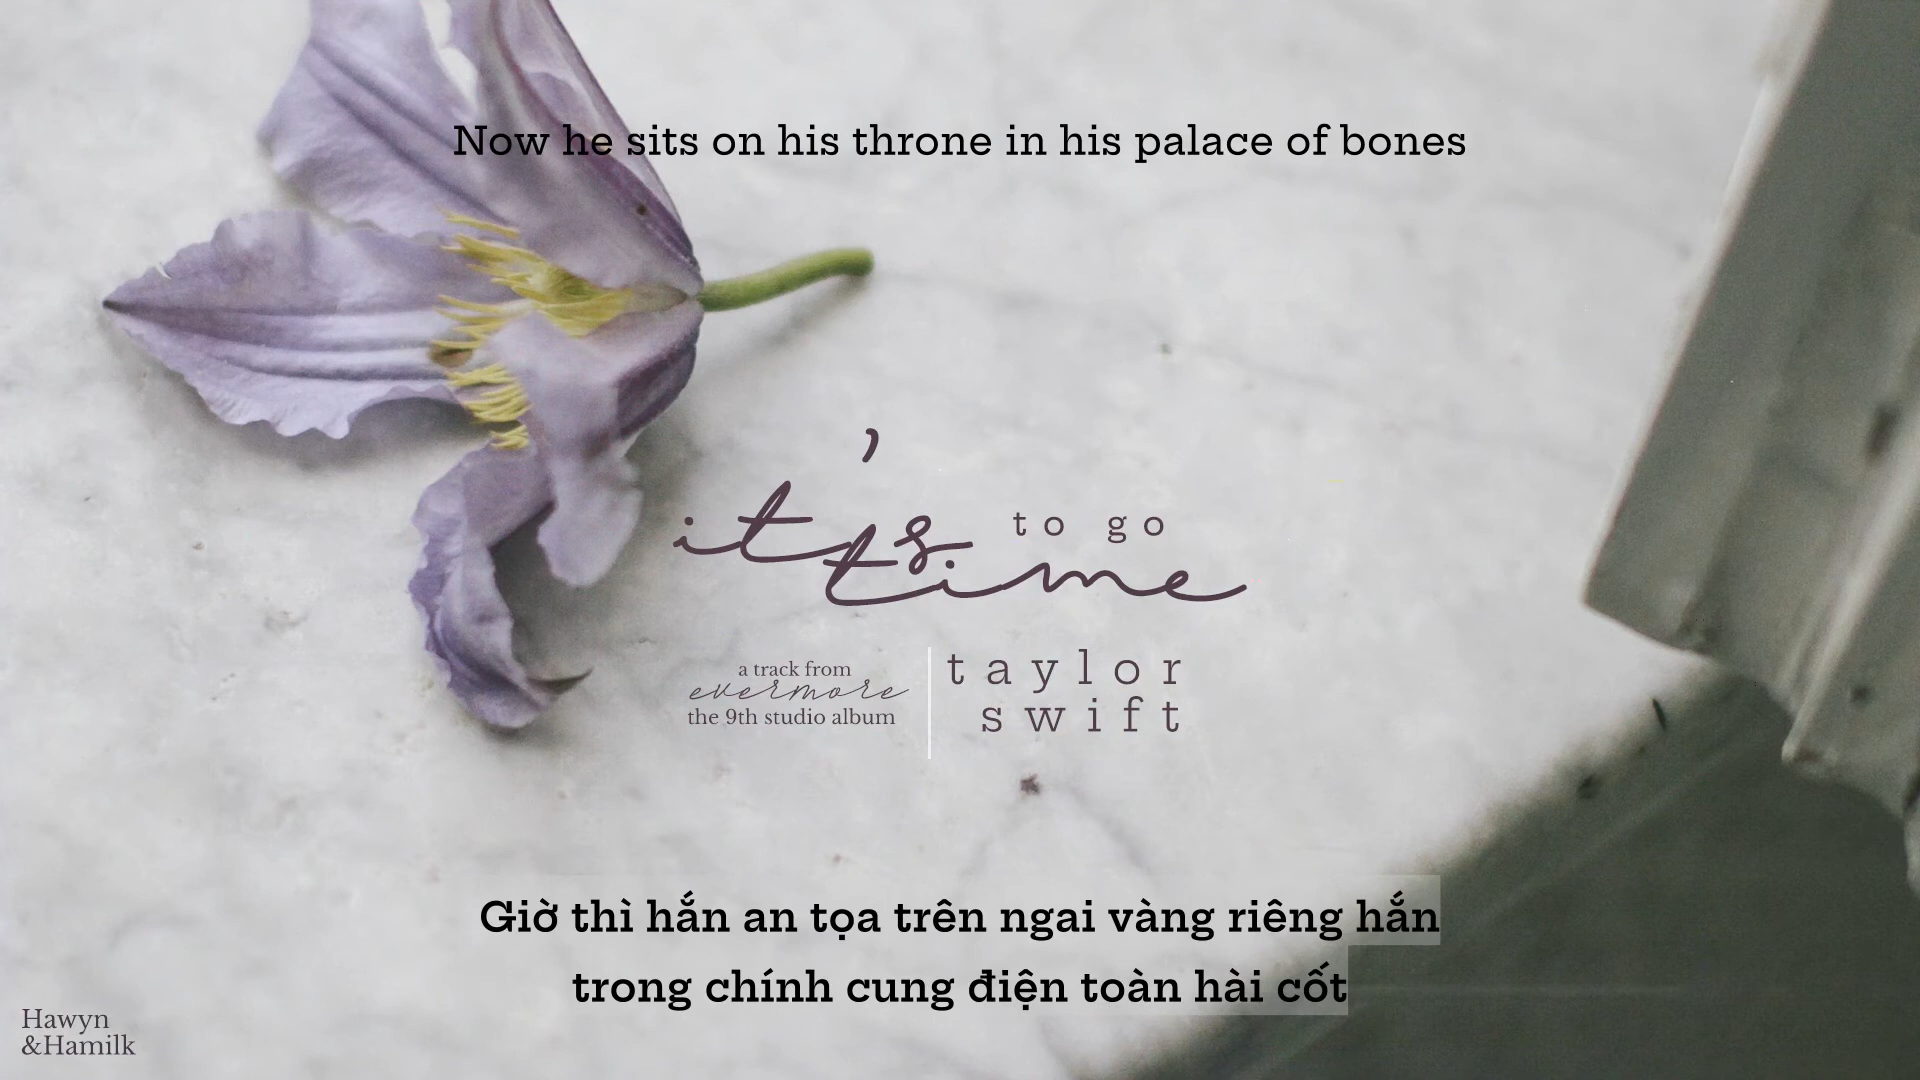 Now he sits on his throne in his palace of bones
it's to go
time
a track from
evermore
the 9th studio album
taylor
swift
Giờ thì hắn an tọa trên ngai vàng riêng hắn
trong chính cung điện toàn hài cốt
Hawyn
&Hamilk